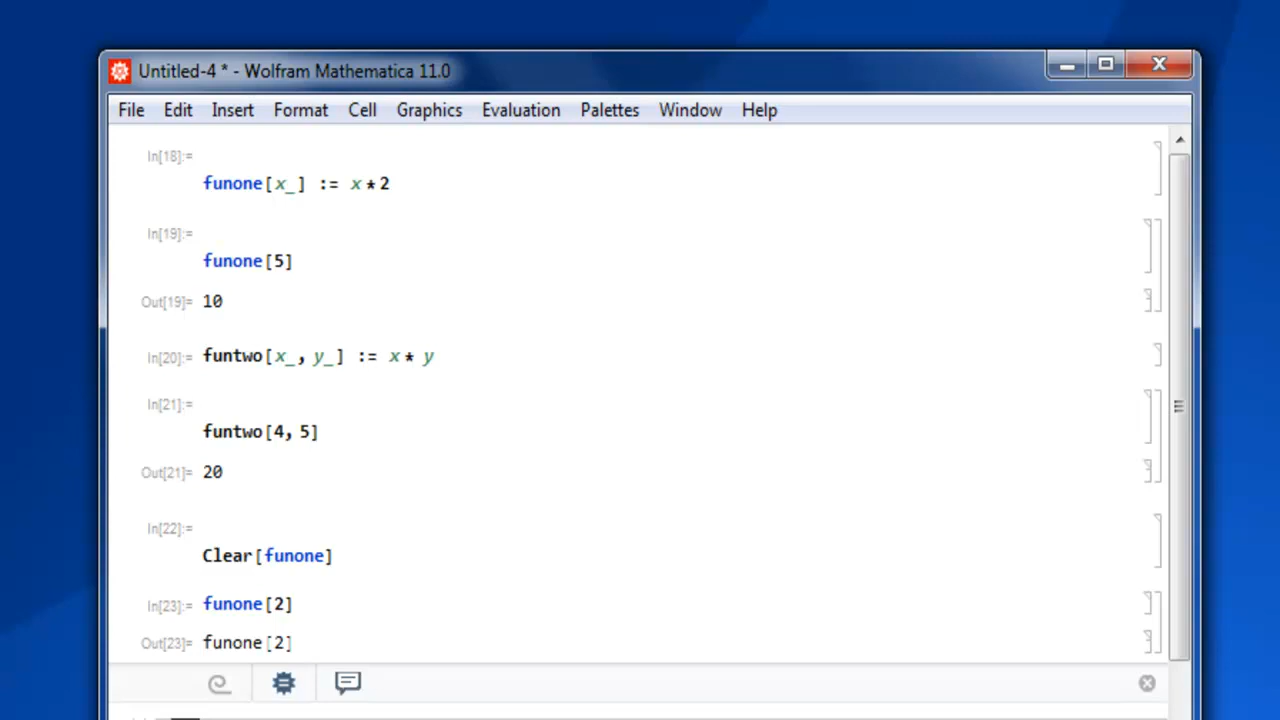 Untitled-4 * - Wolfram Mathematica 11.0
File Edit Insert Format Cell Graphics Evaluation Palettes Window Help
In[18]:=
funone[x_] := x*2
In[19]:=
funone[5]
Out[19]= 10
In[20]:= funtwo[x_, y_] := x* y
In[21]:=
funtwo[4, 5]
Out[21]= 20
In[22]:=
Clear[funone]
In[23]:= funone[2]
Out[23]= funone[2]